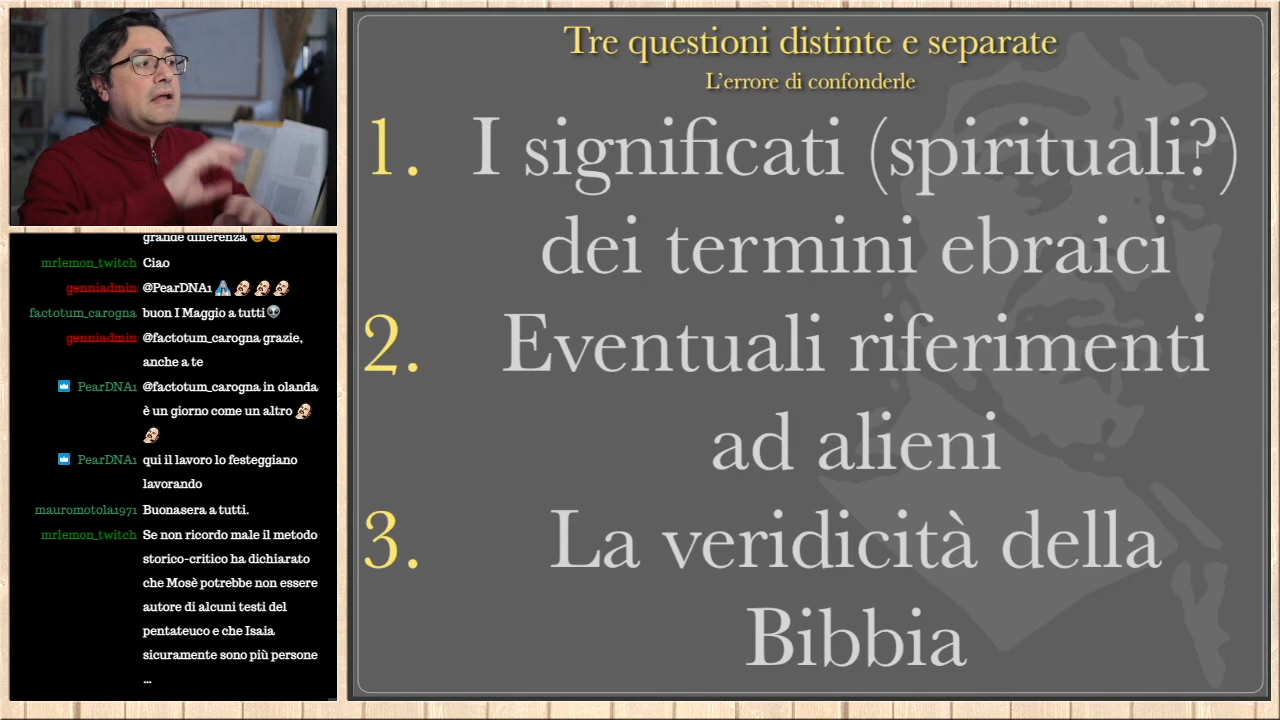 Tre questioni distinte e separate
L'errore di confonderle
1. I significati (spirituali?)
dei termini ebraici
2. Eventuali riferimenti
ad alieni
3. La veridicità della
Bibbia
grande differenza
mrlemon_twitch Ciao
genniadmin @PearDNA1
factotum_carogna buon I Maggio a tutti
genniadmin @factotum_carogna grazie,
anche a te
PearDNA1 @factotum_carogna in olanda
è un giorno come un altro
PearDNA1 qui il lavoro lo festeggiano
lavorando
mauromotola1971 Buonasera a tutti.
mrlemon_twitch Se non ricordo male il metodo
storico-critico ha dichiarato
che Mosè potrebbe non essere
autore di alcuni testi del
pentateuco e che Isaia
sicuramente sono più persone
...